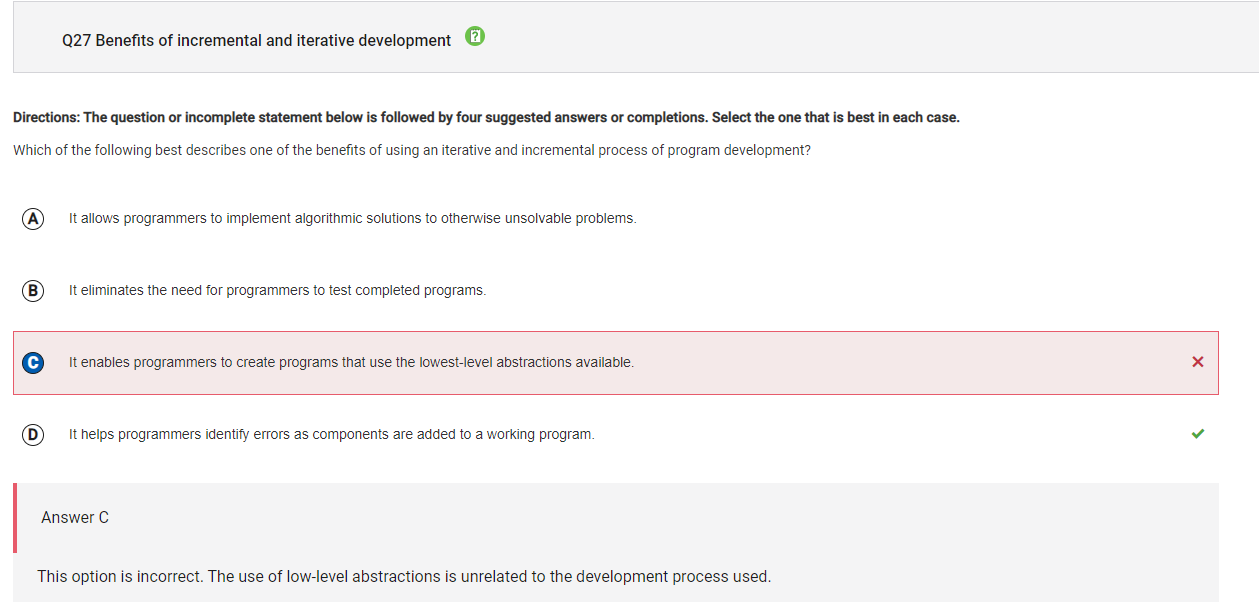 Q27 Benefits of incremental and iterative development ?
Directions: The question or incomplete statement below is followed by four suggested answers or completions. Select the one that is best in each case.
Which of the following best describes one of the benefits of using an iterative and incremental process of program development?
A It allows programmers to implement algorithmic solutions to otherwise unsolvable problems.
B It eliminates the need for programmers to test completed programs.
C It enables programmers to create programs that use the lowest-level abstractions available.
D It helps programmers identify errors as components are added to a working program.
Answer C
This option is incorrect. The use of low-level abstractions is unrelated to the development process used.